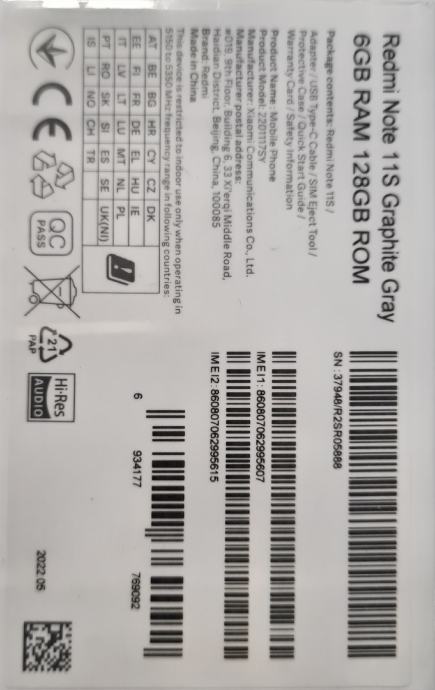 Redmi Note 11S Graphite Gray
6GB RAM 128GB ROM
SN:37948/R2SR05888
Package contents: Redmi Note 11S /
Adapter / USB Type-C Cable / SIM Eject Tool /
Protective Case / Quick Start Guide /
Warranty Card / Safety Information
Product Name: Mobile Phone
Product Model: 2201117SY
Manufacturer: Xiaomi Communications Co., Ltd.
Manufacturer postal address:
#019, 9th Floor, Building 6, 33 Xi'erqi Middle Road,
Haidian District, Beijing, China, 100085
Brand: Redmi
Made in China
IMEI1: 860807062995607
IMEI2: 860807062995615
This device is restricted to indoor use only when operating in
5150 to 5350 MHz frequency range in following countries:
AT BE BG HR CY CZ DK
EE FI FR DE EL HU IE
IT LV LT LU MT NL PL
PT RO SK SI ES SE UK(NI)
IS LI NO CH TR
6 934177 769092
CE
QC
PASS
21
PAP
Hi-Res
AUDIO
2022 05